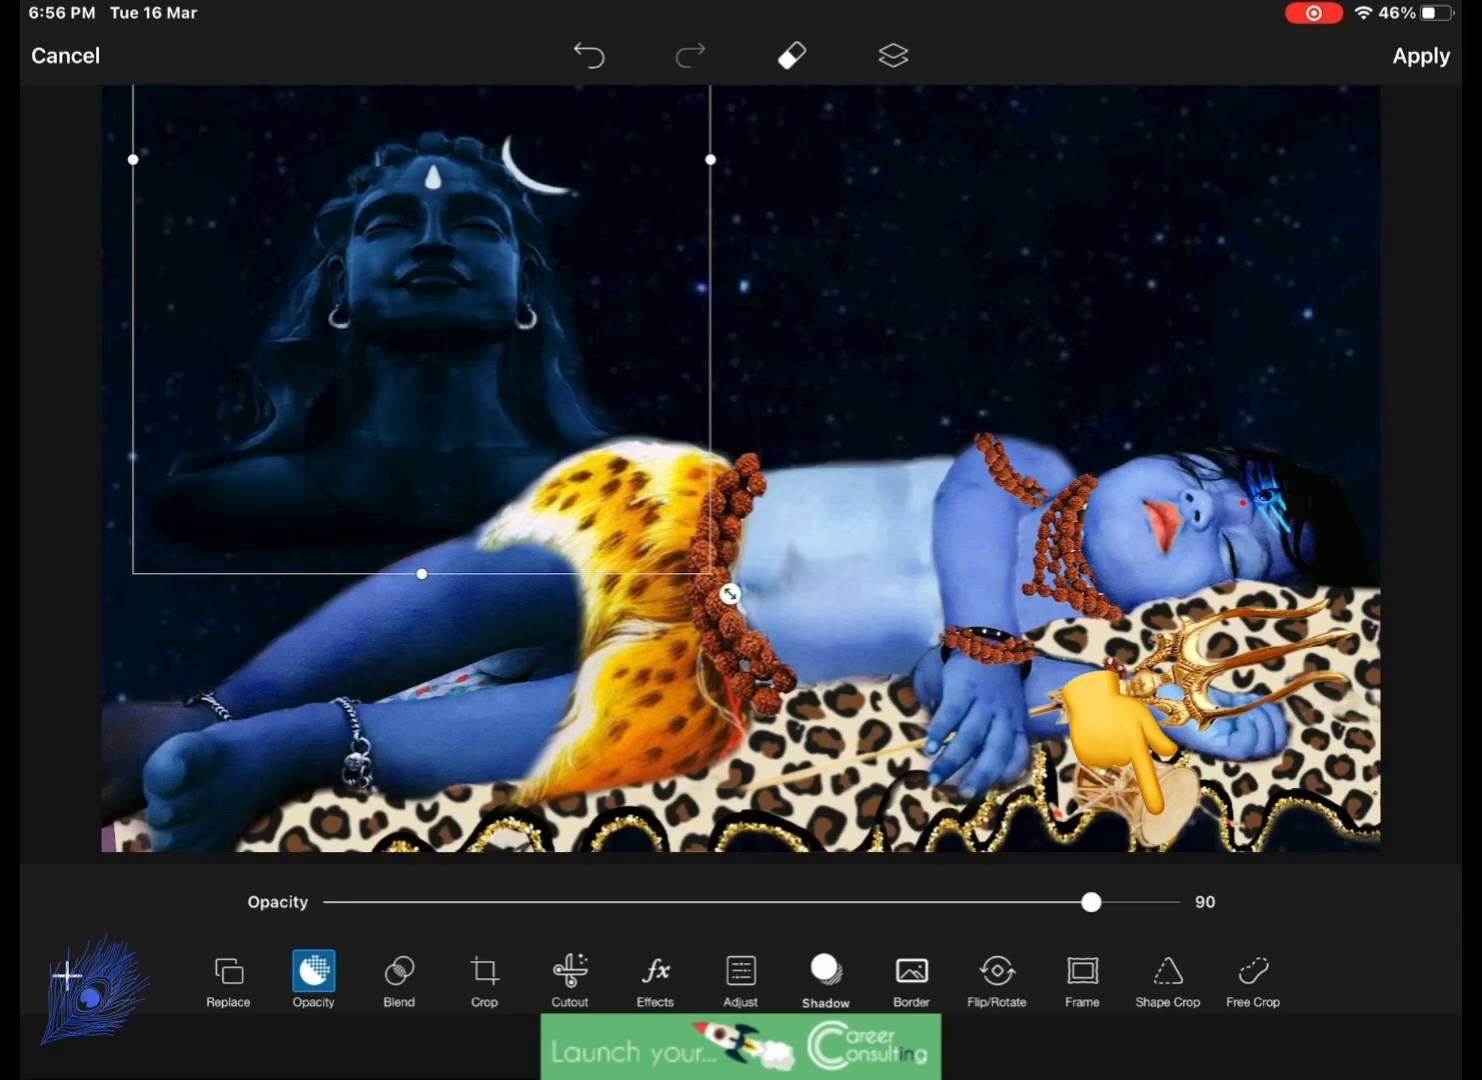 6:56 PM Tue 16 Mar
46%
Cancel
Apply
Opacity
90
Replace
Opacity
Blend
Crop
Cutout
fx
Effects
Adjust
Shadow
Border
Flip/Rotate
Frame
Shape Crop
Free Crop
Launch your...
Career
Consulting